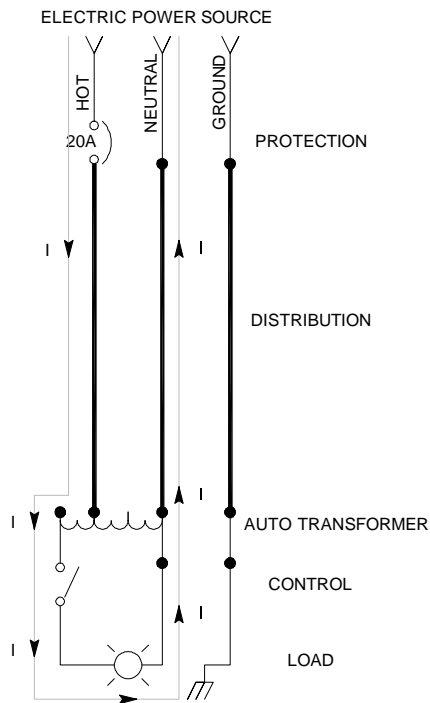 ELECTRIC POWER SOURCE
HOT
NEUTRAL
GROUND
20A
PROTECTION
I
I
DISTRIBUTION
I
I
AUTO TRANSFORMER
CONTROL
I
I
LOAD